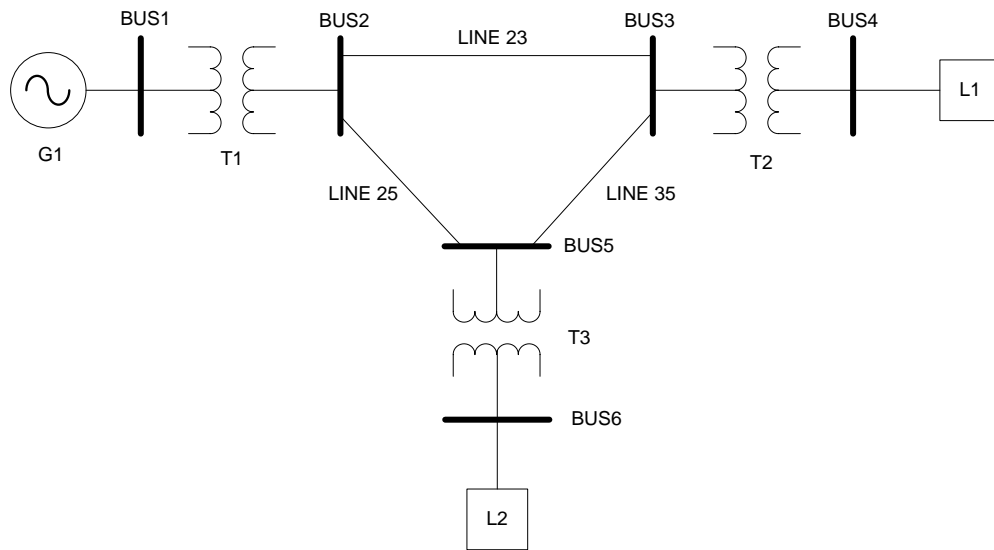 BUS1
BUS2
BUS3
BUS4
LINE 23
L1
G1
T1
T2
LINE 25
LINE 35
BUS5
T3
BUS6
L2